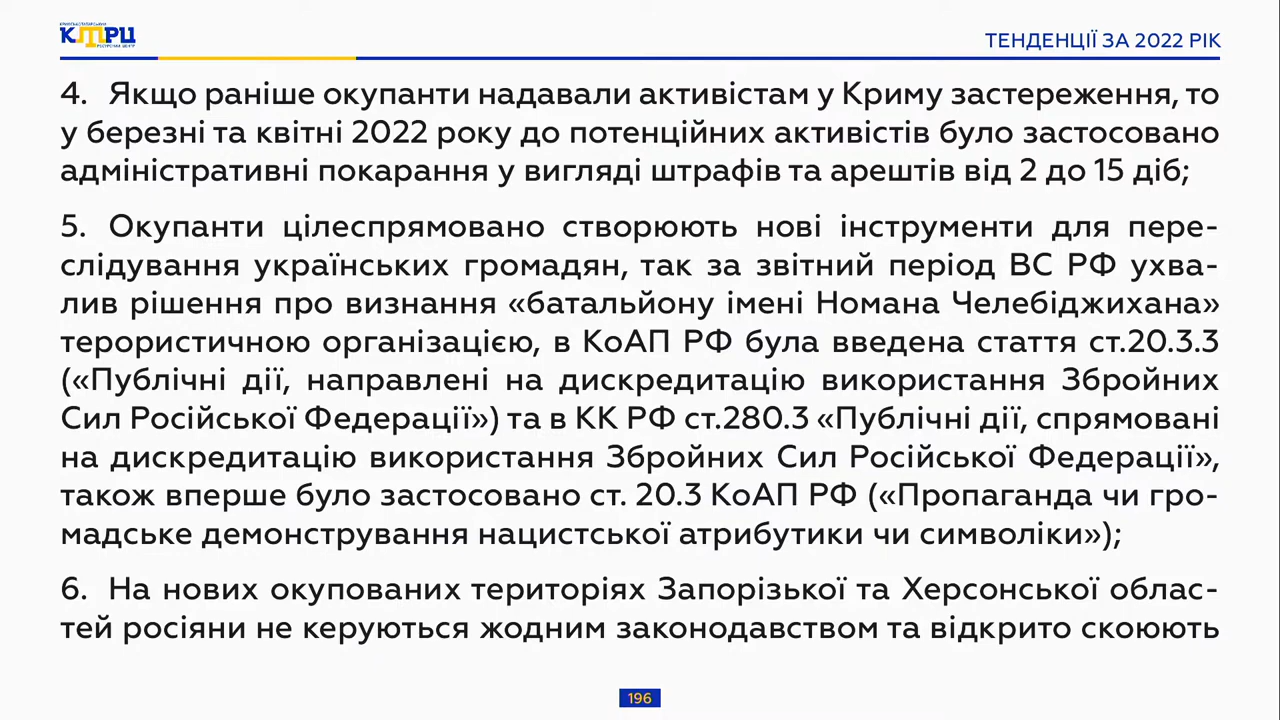 КРИМСЬКОТАТАРСЬКИЙ
КТРЦ
РЕСУРСНИЙ ЦЕНТР
ТЕНДЕНЦІЇ ЗА 2022 РІК
4. Якщо раніше окупанти надавали активістам у Криму застереження, то
у березні та квітні 2022 року до потенційних активістів було застосовано
адміністративні покарання у вигляді штрафів та арештів від 2 до 15 діб;
5. Окупанти цілеспрямовано створюють нові інструменти для пере-
слідування українських громадян, так за звітний період ВС РФ ухва-
лив рішення про визнання «батальйону імені Номана Челебіджихана»
терористичною організацією, в КоАП РФ була введена стаття ст.20.3.3
(«Публічні дії, направлені на дискредитацію використання Збройних
Сил Російської Федерації») та в КК РФ ст.280.3 «Публічні дії, спрямовані
на дискредитацію використання Збройних Сил Російської Федерації»,
також вперше було застосовано ст. 20.3 КоАП РФ («Пропаганда чи гро-
мадське демонстрування нацистської атрибутики чи символіки»);
6. На нових окупованих територіях Запорізької та Херсонської облас-
тей росіяни не керуються жодним законодавством та відкрито скоюють
196